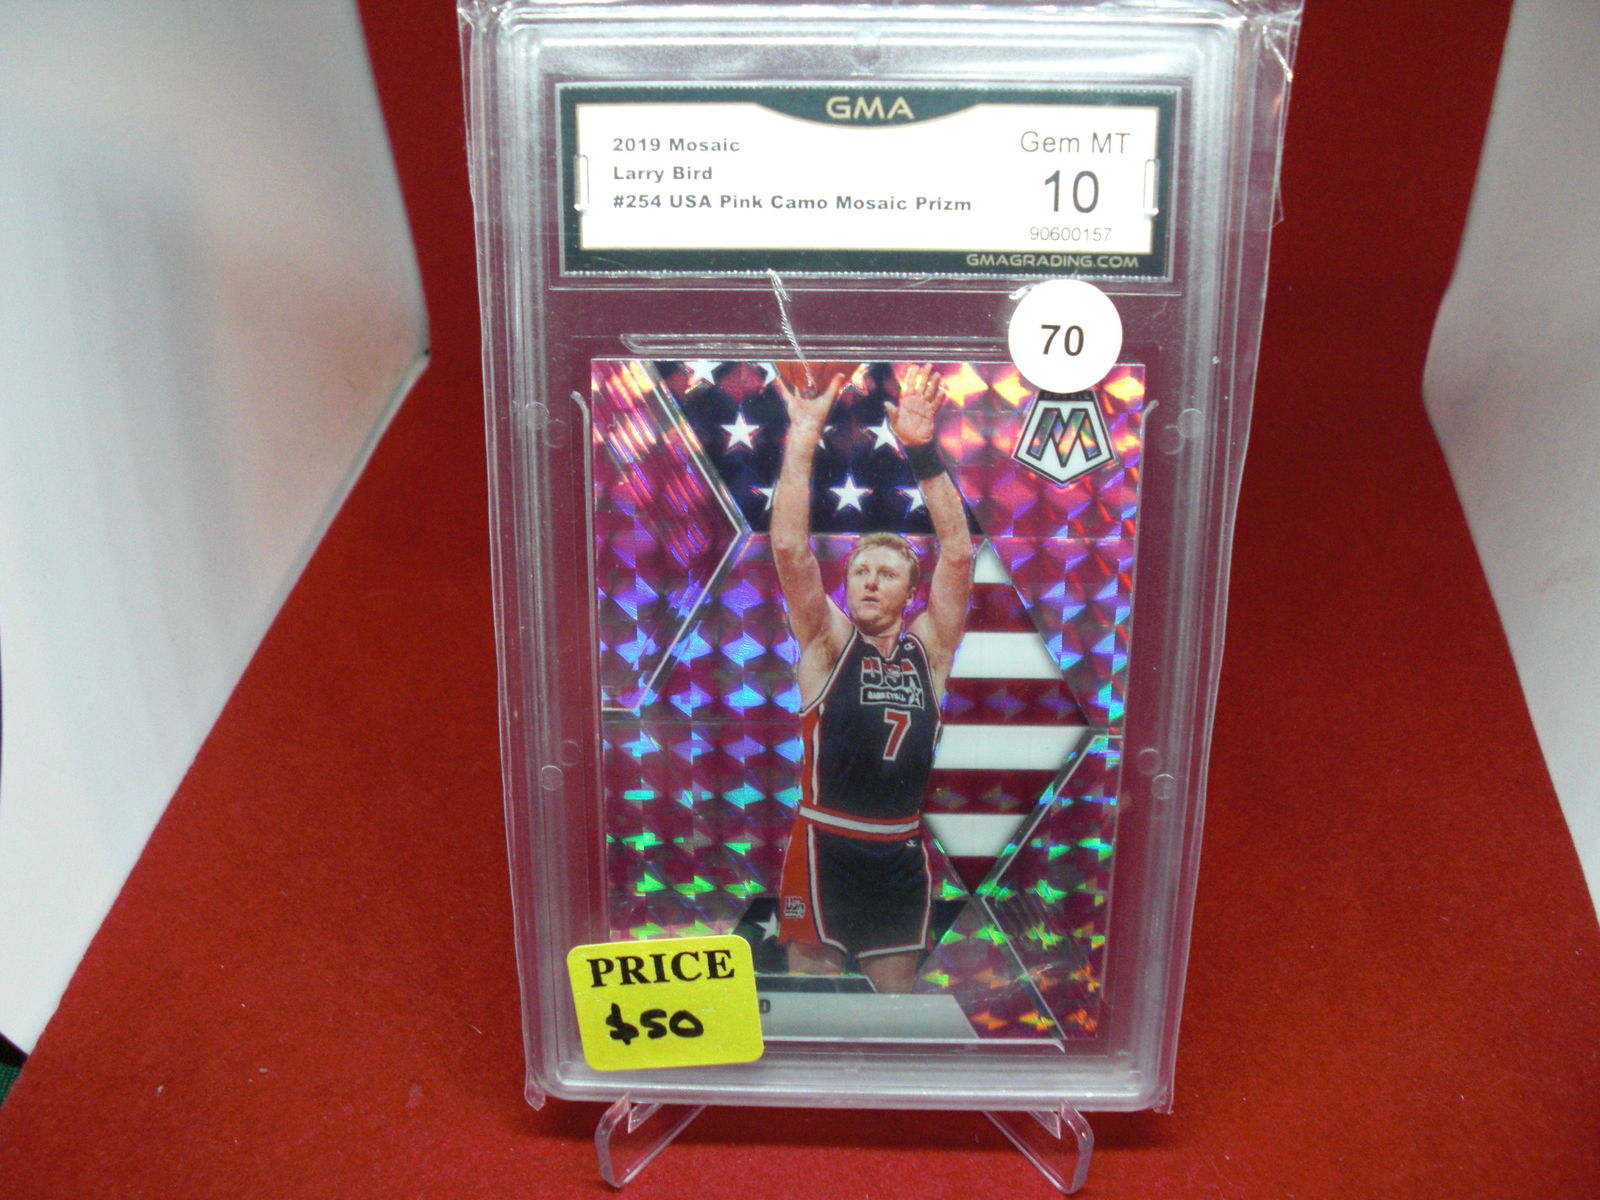 GMA
2019 Mosaic
Larry Bird
#254 USA Pink Camo Mosaic Prizm
Gem MT
10
90600157
GMAGRADING.COM
70
M
USA
BASKETBALL
7
USA
D
PRICE
$50